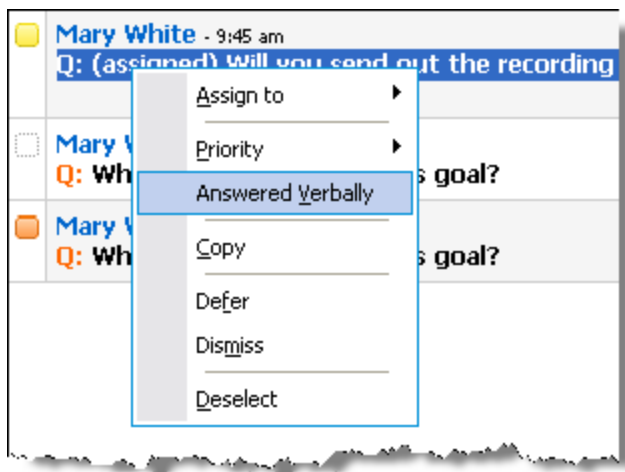 Mary White - 9:45 am
Q: (assigned) Will you send out the recording
Assign to
Mary
Priority
Q: Wh s goal?
Answered Verbally
Mary
Copy
Q: Wh s goal?
Defer
Dismiss
Deselect